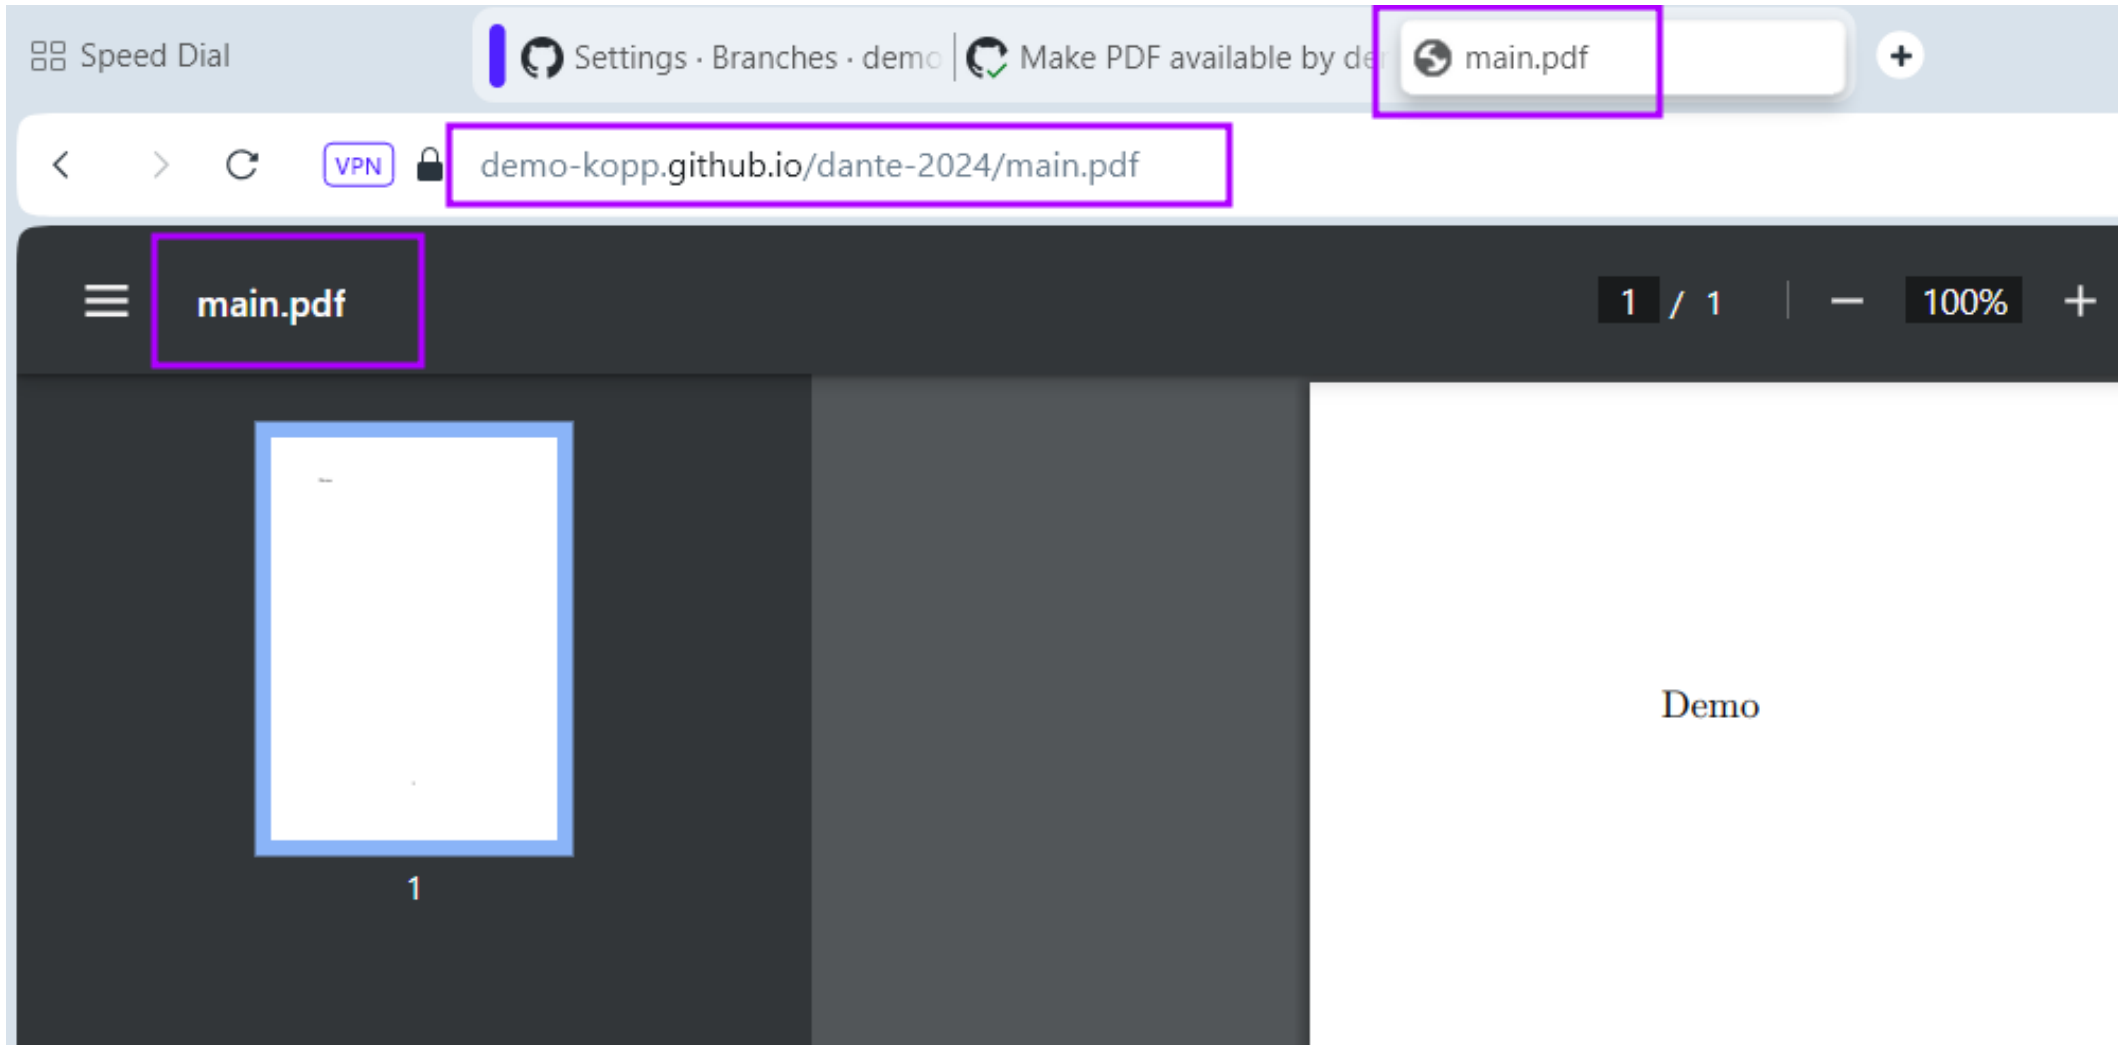 Speed Dial
Settings · Branches · demo
Make PDF available by de
main.pdf
VPN
demo-kopp.github.io/dante-2024/main.pdf
main.pdf
1 / 1
100%
Demo
1